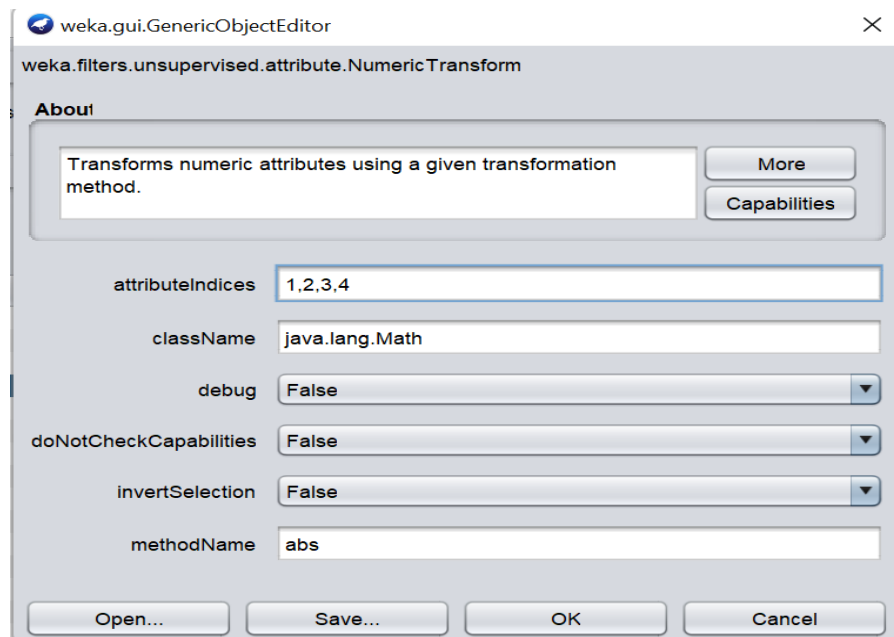 weka.gui.GenericObjectEditor
weka.filters.unsupervised.attribute.NumericTransform
About
Transforms numeric attributes using a given transformation
method.
More
Capabilities
attributeIndices 1,2,3,4
className java.lang.Math
debug False
doNotCheckCapabilities False
invertSelection False
methodName abs
Open... Save... OK Cancel